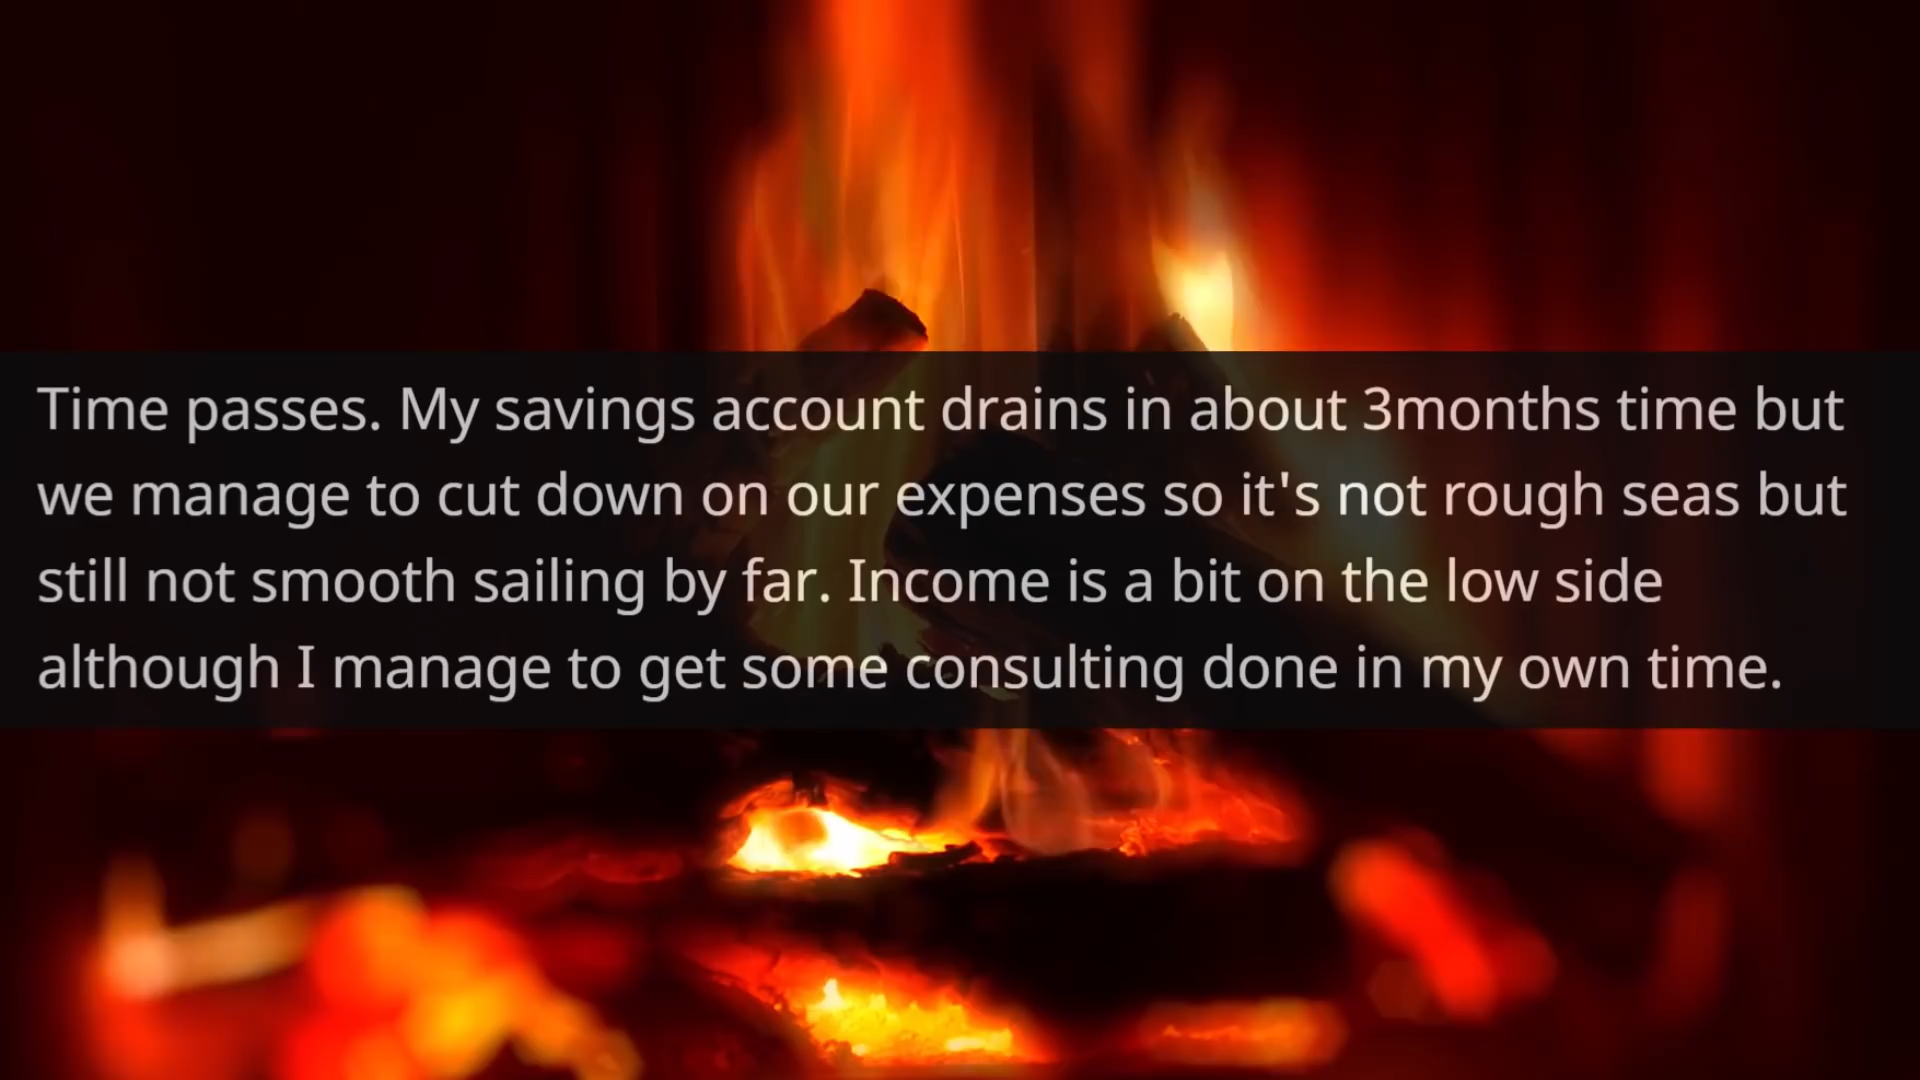 Time passes. My savings account drains in about 3months time but
we manage to cut down on our expenses so it's not rough seas but
still not smooth sailing by far. Income is a bit on the low side
although I manage to get some consulting done in my own time.